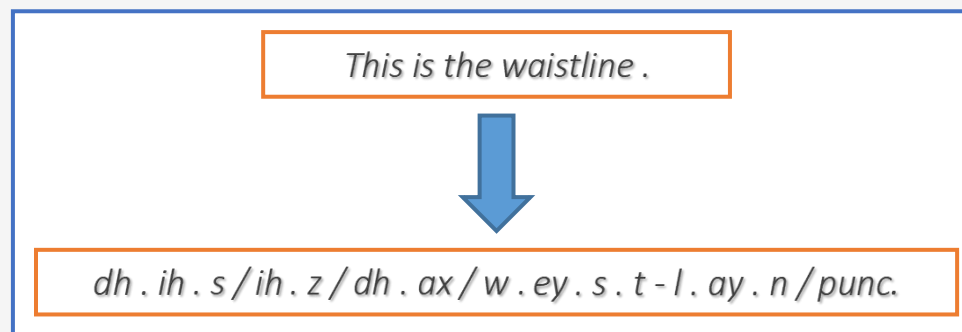 This is the waistline .
dh . ih . s / ih . z / dh . ax / w . ey . s . t - l . ay . n / punc.